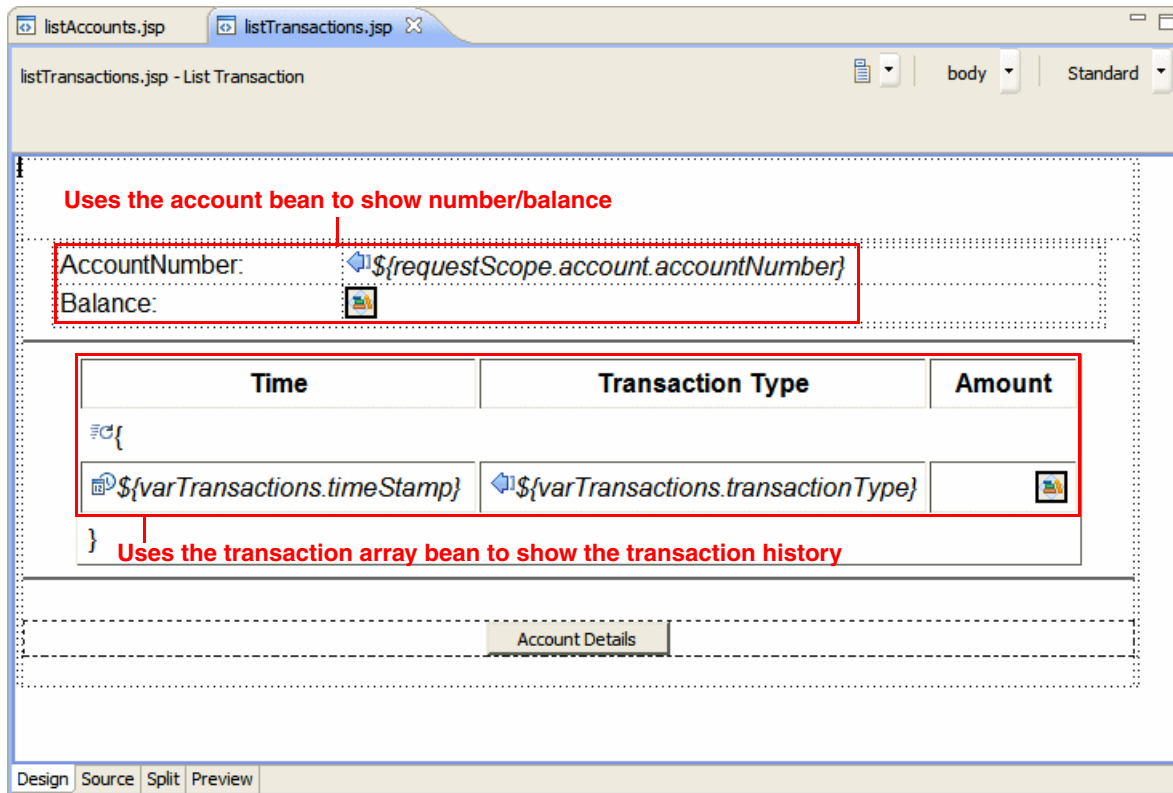 listAccounts.jsp listTransactions.jsp
listTransactions.jsp - List Transaction body Standard
Uses the account bean to show number/balance
AccountNumber: ${requestScope.account.accountNumber}
Balance:
Time Transaction Type Amount
{
${varTransactions.timeStamp} ${varTransactions.transactionType}
}
Uses the transaction array bean to show the transaction history
Account Details
Design Source Split Preview